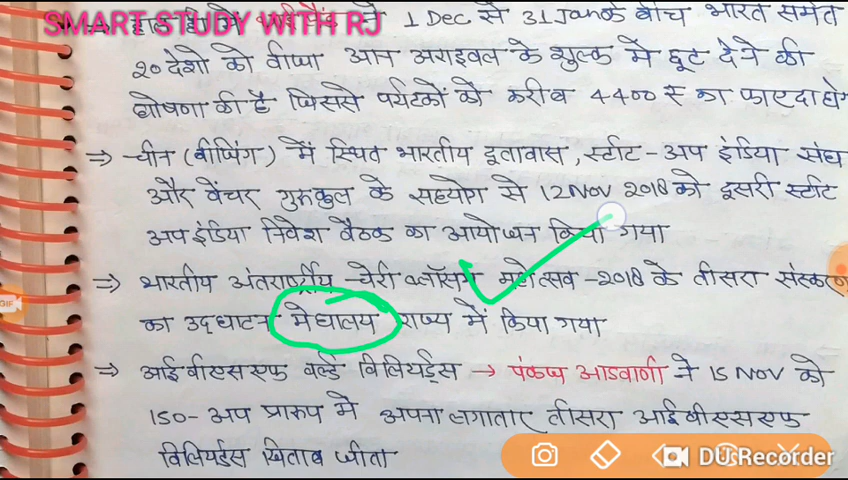 SMART STUDY WITH RJ
ने 1 Dec से 31 Jan के बीच भारत समेत
20 देशो को वीजा आन अराइवल के शुल्क में छूट देने की
घोषणा की है जिससे पर्यटकों को करीब 4400 ₹ का फाएदा होगा
⇒ चीन (बीजिंग) में स्थित भारतीय दूतावास, स्टार्ट-अप इंडिया संघ
और वेंचर गुरुकुल के सहयोग से 12 NOV 2018 को दूसरी स्टार्ट
अप इंडिया निवेश बैठक का आयोजन किया गया
⇒ भारतीय अंतराष्ट्रीय चेरी ब्लॉसम महोत्सव-2018 के तीसरा संस्करण
का उद्घाटन मेघालय राज्य में किया गया
⇒ आईबीएसएफ वर्ल्ड विलियर्ड्स → पंकज आडवाणी ने 15 NOV को
150-अप प्रारुप में अपना लगातार तीसरा आईबीएसएफ
विलियर्डस खिताब जीता
GIF
DU Recorder